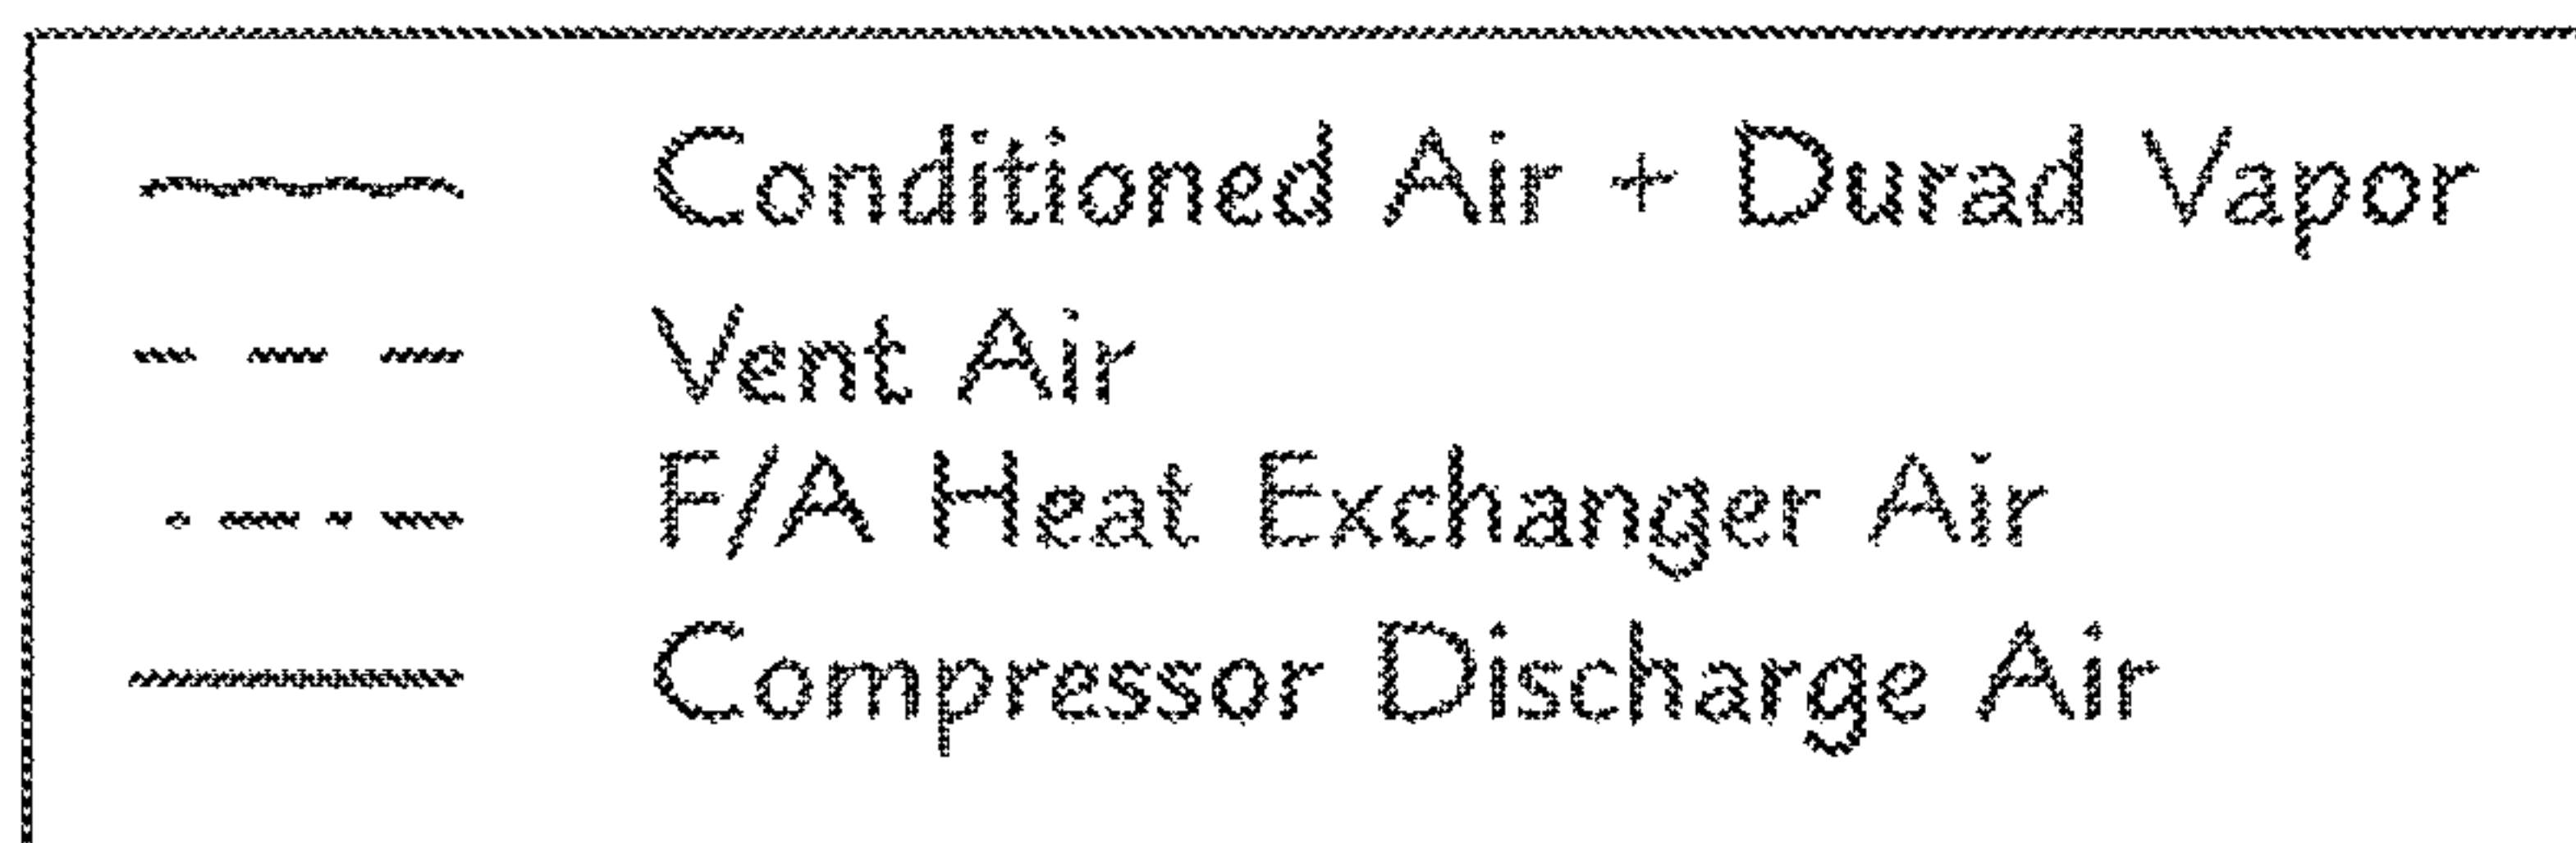 Conditioned Air + Durad Vapor
Vent Air
F/A Heat Exchanger Air
Compressor Discharge Air